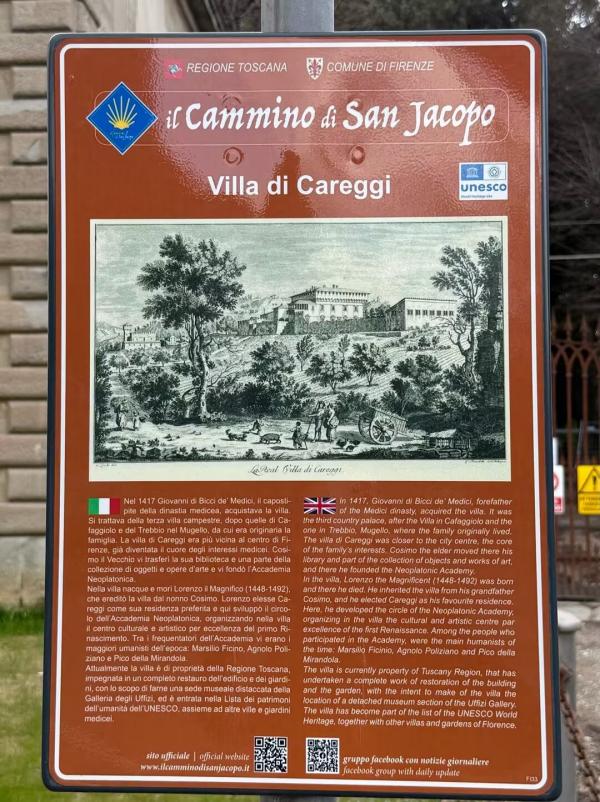 REGIONE TOSCANA
COMUNE DI FIRENZE
il Cammino di San Jacopo
Villa di Careggi
unesco
La Real Villa di Careggi.
Nel 1417 Giovanni di Bicci de' Medici, il caposti-
pite della dinastia medicea, acquistava la villa.
Si trattava della terza villa campestre, dopo quelle di Ca-
faggiolo e del Trebbio nel Mugello, da cui era originaria la
famiglia. La villa di Careggi era più vicina al centro di Fi-
renze, già diventata il cuore degli interessi medicei. Cosi-
mo il Vecchio vi trasferì la sua biblioteca e una parte della
collezione di oggetti e opere d'arte e vi fondò l'Accademia
Neoplatonica.
Nella villa nacque e morì Lorenzo il Magnifico (1448-1492),
che ereditò la villa dal nonno Cosimo. Lorenzo elesse Ca-
reggi come sua residenza preferita e qui sviluppò il circo-
lo dell'Accademia Neoplatonica, organizzando nella villa
il centro culturale e artistico per eccellenza del primo Ri-
nascimento. Tra i frequentatori dell'Accademia vi erano i
maggiori umanisti dell'epoca: Marsilio Ficino, Agnolo Poli-
ziano e Pico della Mirandola.
Attualmente la villa è di proprietà della Regione Toscana,
impegnata in un completo restauro dell'edificio e dei giardi-
ni, con lo scopo di farne una sede museale distaccata della
Galleria degli Uffizi, ed è entrata nella Lista dei patrimoni
dell'umanità dell'UNESCO, assieme ad altre ville e giardini
medicei.
In 1417, Giovanni di Bicci de' Medici, forefather
of the Medici dynasty, acquired the villa. It was
the third country palace, after the Villa in Cafaggiolo and the
one in Trebbio, Mugello, where the family originally lived.
The villa di Careggi was closer to the city centre, the core
of the family's interests. Cosimo the elder moved there his
library and part of the collection of objects and works of art,
and there he founded the Neoplatonic Academy.
In the villa, Lorenzo the Magnificent (1448-1492) was born
and there he died. He inherited the villa from his grandfather
Cosimo, and he elected Careggi as his favourite residence.
Here, he developed the circle of the Neoplatonic Academy,
organizing in the villa the cultural and artistic centre par
excellence of the first Renaissance. Among the people who
participated in the Academy, were the main humanists of
the time: Marsilio Ficinio, Agnolo Poliziano and Pico della
Mirandola.
The villa is currently property of Tuscany Region, that has
undertaken a complete work of restoration of the building
and the garden, with the intent to make of the villa the
location of a detached museum section of the Uffizi Gallery.
The villa has become part of the list of the UNESCO World
Heritage, together with other villas and gardens of Florence.
sito ufficiale | official website
www.ilcamminodisanjacopo.it
gruppo facebook con notizie giornaliere
facebook group with daily update
FI33